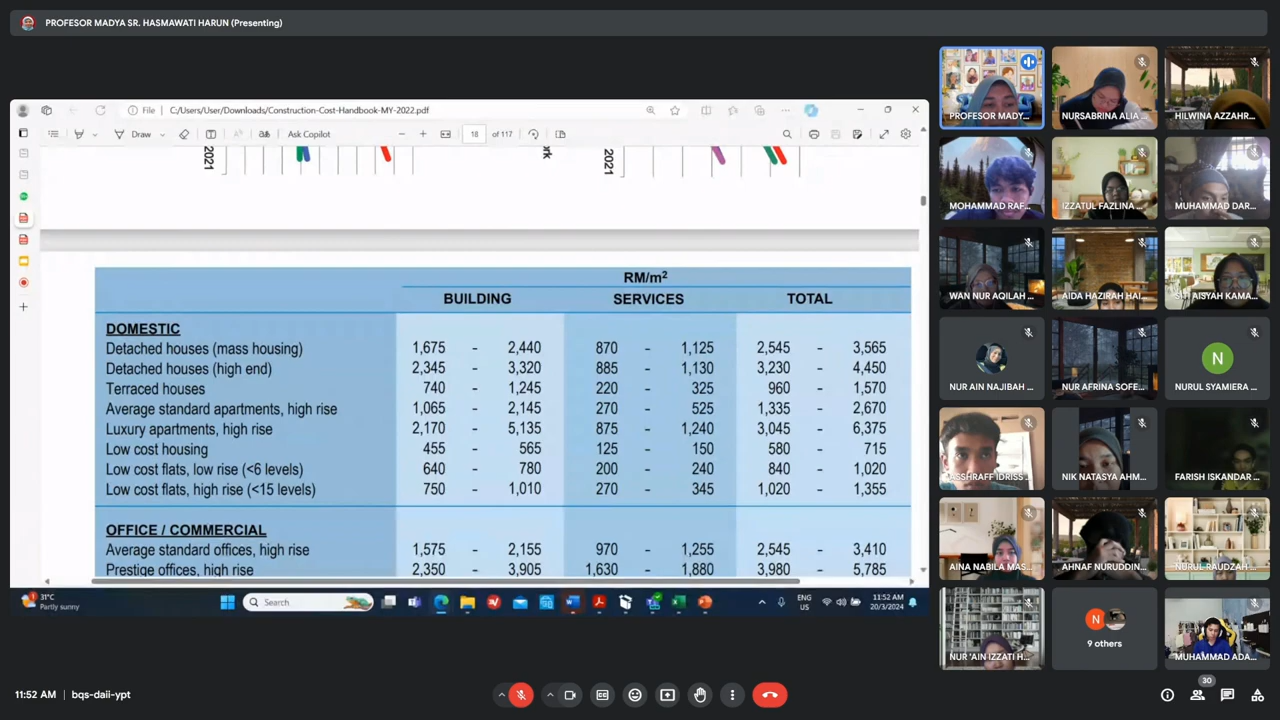 PROFESOR MADYA SR. HASMAWATI HARUN (Presenting)
File
C:/Users/User/Downloads/Construction-Cost-Handbook-MY-2022.pdf
Draw
Ask Copilot
18 of 117
2021
2021
RM/m²
BUILDING SERVICES TOTAL
DOMESTIC
Detached houses (mass housing) 1,675 - 2,440 870 - 1,125 2,545 - 3,565
Detached houses (high end) 2,345 - 3,320 885 - 1,130 3,230 - 4,450
Terraced houses 740 - 1,245 220 - 325 960 - 1,570
Average standard apartments, high rise 1,065 - 2,145 270 - 525 1,335 - 2,670
Luxury apartments, high rise 2,170 - 5,135 875 - 1,240 3,045 - 6,375
Low cost housing 455 - 565 125 - 150 580 - 715
Low cost flats, low rise (<6 levels) 640 - 780 200 - 240 840 - 1,020
Low cost flats, high rise (<15 levels) 750 - 1,010 270 - 345 1,020 - 1,355
OFFICE / COMMERCIAL
Average standard offices, high rise 1,575 - 2,155 970 - 1,255 2,545 - 3,410
Prestige offices, high rise 2,350 - 3,905 1,630 - 1,880 3,980 - 5,785
31°C
Partly sunny
Search
ENG
US
11:52 AM
20/3/2024
PROFESOR MADY...
NURSABRINA ALIA ...
HILWINA AZZAHR...
MOHAMMAD RAF...
IZZATUL FAZLINA ...
MUHAMMAD DAR...
WAN NUR AQILAH ...
AIDA HAZIRAH HAI...
SITI AISYAH KAMA...
NUR AIN NAJIBAH ...
NUR AFRINA SOFE...
N
NURUL SYAMIERA ...
ASSHRAFF IDRISS ...
NIK NATASYA AHM...
FARISH ISKANDAR ...
AINA NABILA MAS...
AHNAF NURUDDIN...
NURUL RAUDZAH ...
NUR 'AIN IZZATI H...
N
9 others
MUHAMMAD ADA...
11:52 AM | bqs-daii-ypt
30